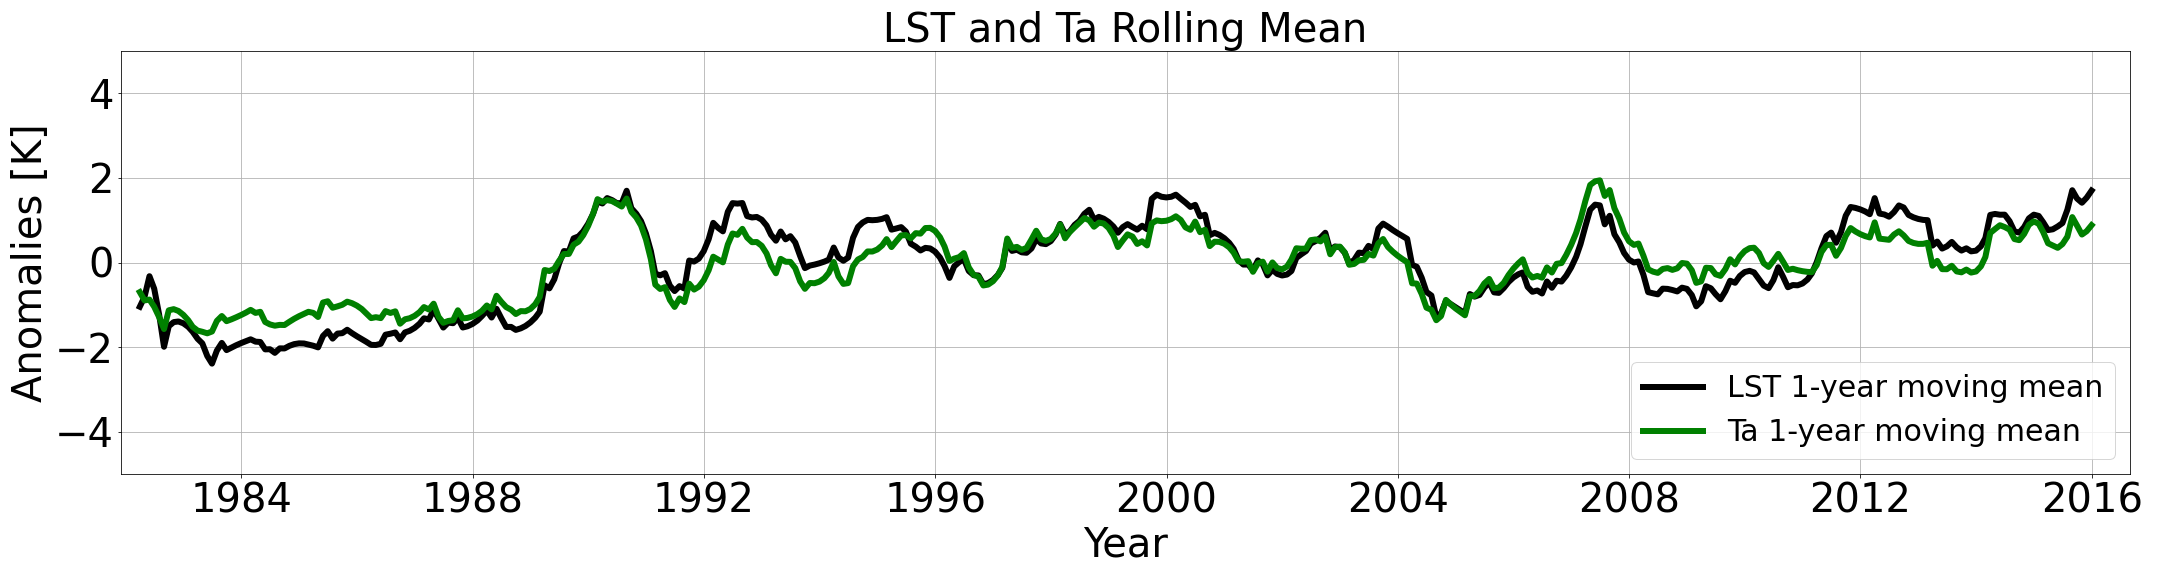 LST and Ta Rolling Mean
Anomalies [K]
4
2
0
−2
−4
LST 1-year moving mean
Ta 1-year moving mean
1984 1988 1992 1996 2000 2004 2008 2012 2016
Year